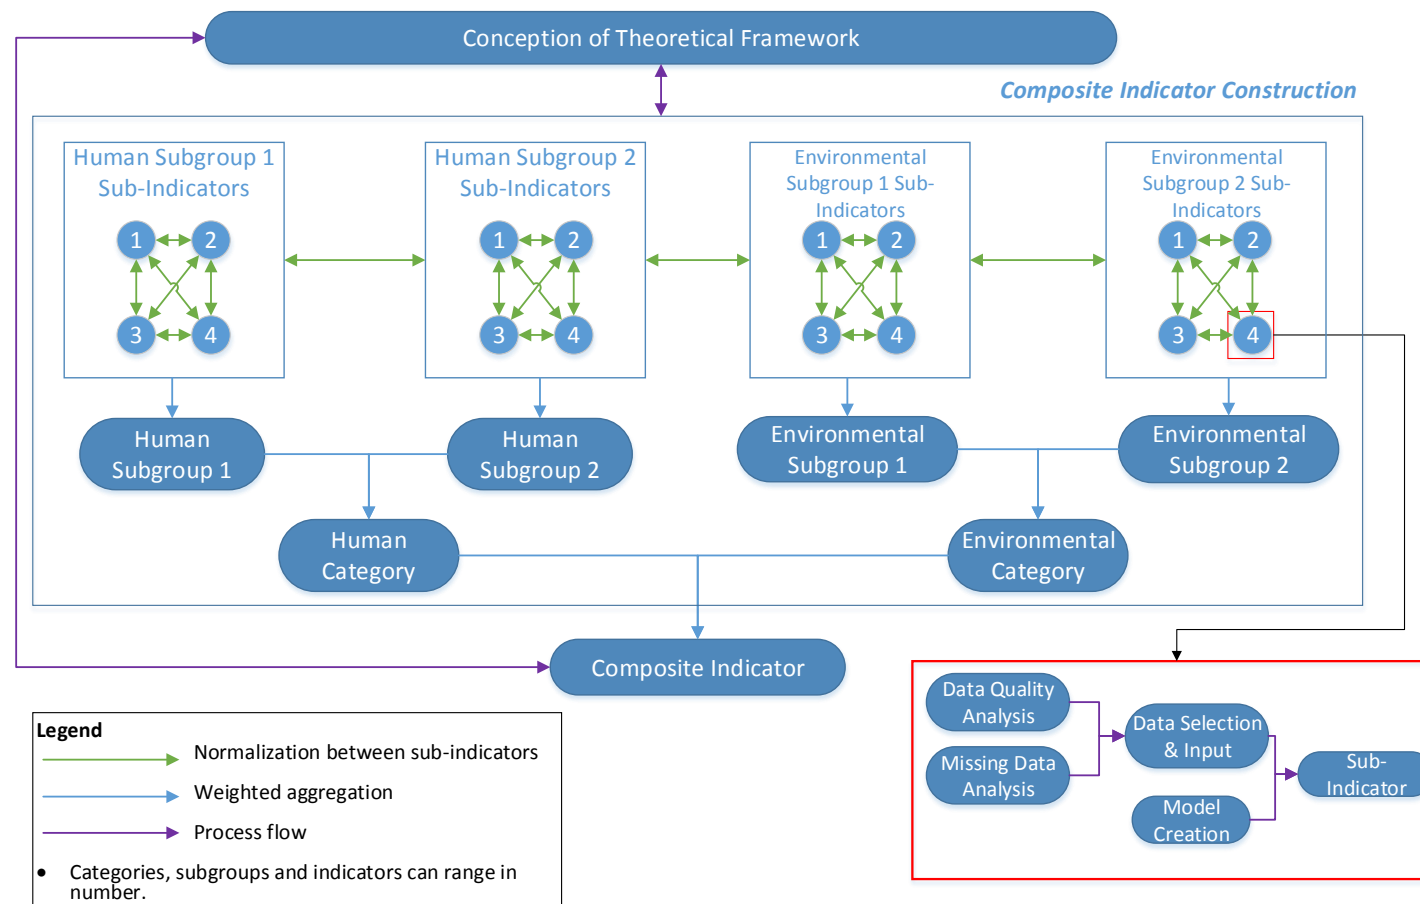 Conception of Theoretical Framework
Composite Indicator Construction
Human Subgroup 1
Sub-Indicators
1
2
3
4
Human Subgroup 2
Sub-Indicators
1
2
3
4
Environmental
Subgroup 1 Sub-
Indicators
1
2
3
4
Environmental
Subgroup 2 Sub-
Indicators
1
2
3
4
Human
Subgroup 1
Human
Subgroup 2
Environmental
Subgroup 1
Environmental
Subgroup 2
Human
Category
Environmental
Category
Composite Indicator
Legend
Normalization between sub-indicators
Weighted aggregation
Process flow
• Categories, subgroups and indicators can range in
number.
Data Quality
Analysis
Missing Data
Analysis
Data Selection
& Input
Model
Creation
Sub-
Indicator